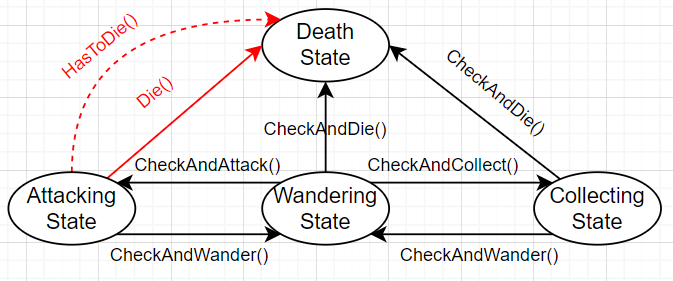 HasToDie()
Death
State
Die()
CheckAndDie()
CheckAndDie()
CheckAndAttack()
CheckAndCollect()
Attacking
State
Wandering
State
Collecting
State
CheckAndWander()
CheckAndWander()